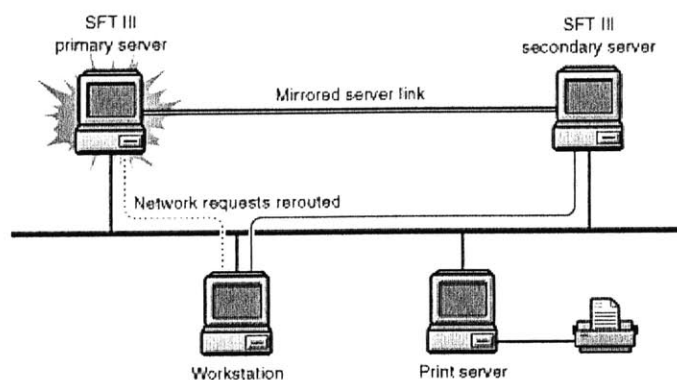 SFT III
primary server
SFT III
secondary server
Mirrored server link
Network requests rerouted
Workstation
Print server